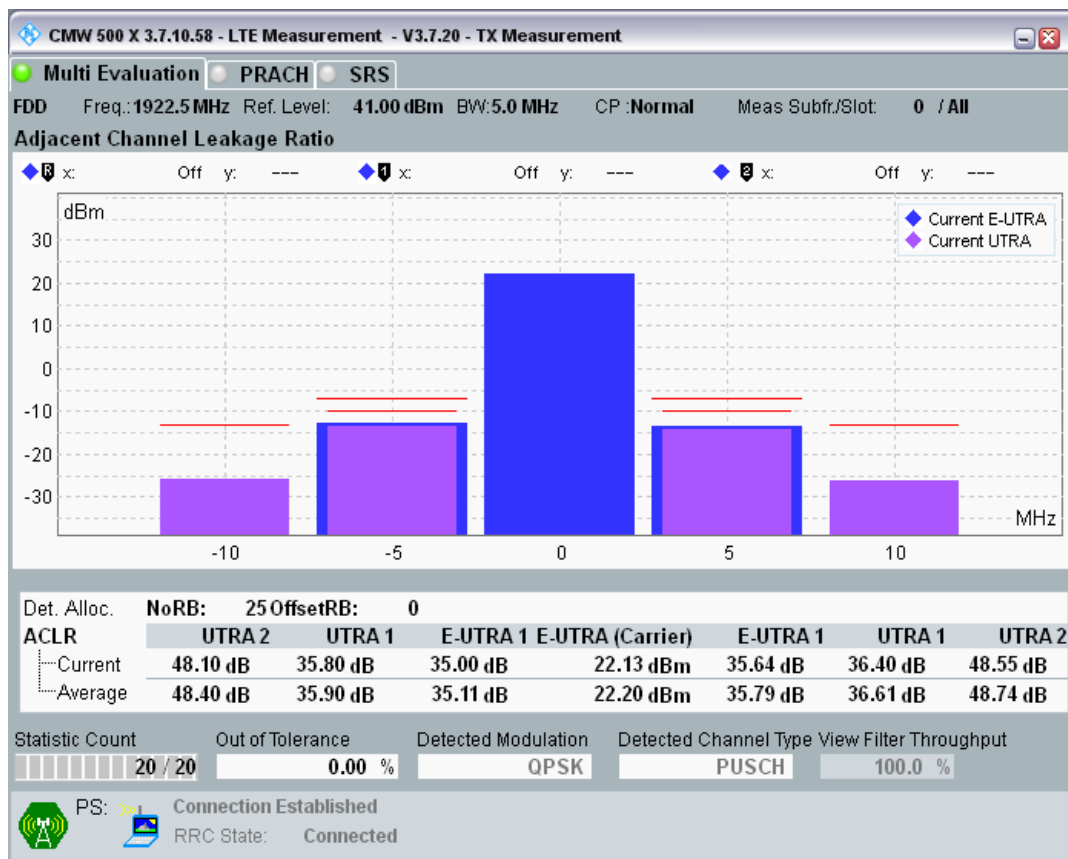 CMW 500 X 3.7.10.58 - LTE Measurement - V3.7.20 - TX Measurement
Multi Evaluation PRACH SRS
FDD Freq.:1922.5 MHz Ref. Level: 41.00 dBm BW:5.0 MHz CP :Normal Meas Subfr./Slot: 0 / All
Adjacent Channel Leakage Ratio
R x: Off y: --- 1 x: Off y: --- 2 x: Off y: ---
dBm
Current E-UTRA
Current UTRA
30
20
10
0
-10
-20
-30
MHz
-10 -5 0 5 10
Det. Alloc. NoRB: 25 OffsetRB: 0
ACLR UTRA 2 UTRA 1 E-UTRA 1 E-UTRA (Carrier) E-UTRA 1 UTRA 1 UTRA 2
Current 48.10 dB 35.80 dB 35.00 dB 22.13 dBm 35.64 dB 36.40 dB 48.55 dB
Average 48.40 dB 35.90 dB 35.11 dB 22.20 dBm 35.79 dB 36.61 dB 48.74 dB
Statistic Count Out of Tolerance Detected Modulation Detected Channel Type View Filter Throughput
20 / 20 0.00 % QPSK PUSCH 100.0 %
PS: Connection Established
RRC State: Connected